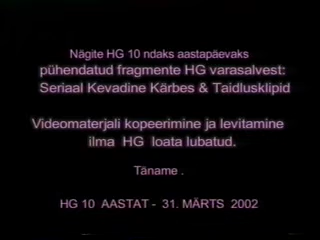 Nägite HG 10 ndaks aastapäevaks
pühendatud fragmente HG varasalvest:
Seriaal Kevadine Kärbes & Taidlusklipid
Videomaterjali kopeerimine ja levitamine
ilma HG loata lubatud.
Täname .
HG 10 AASTAT - 31. MÄRTS 2002